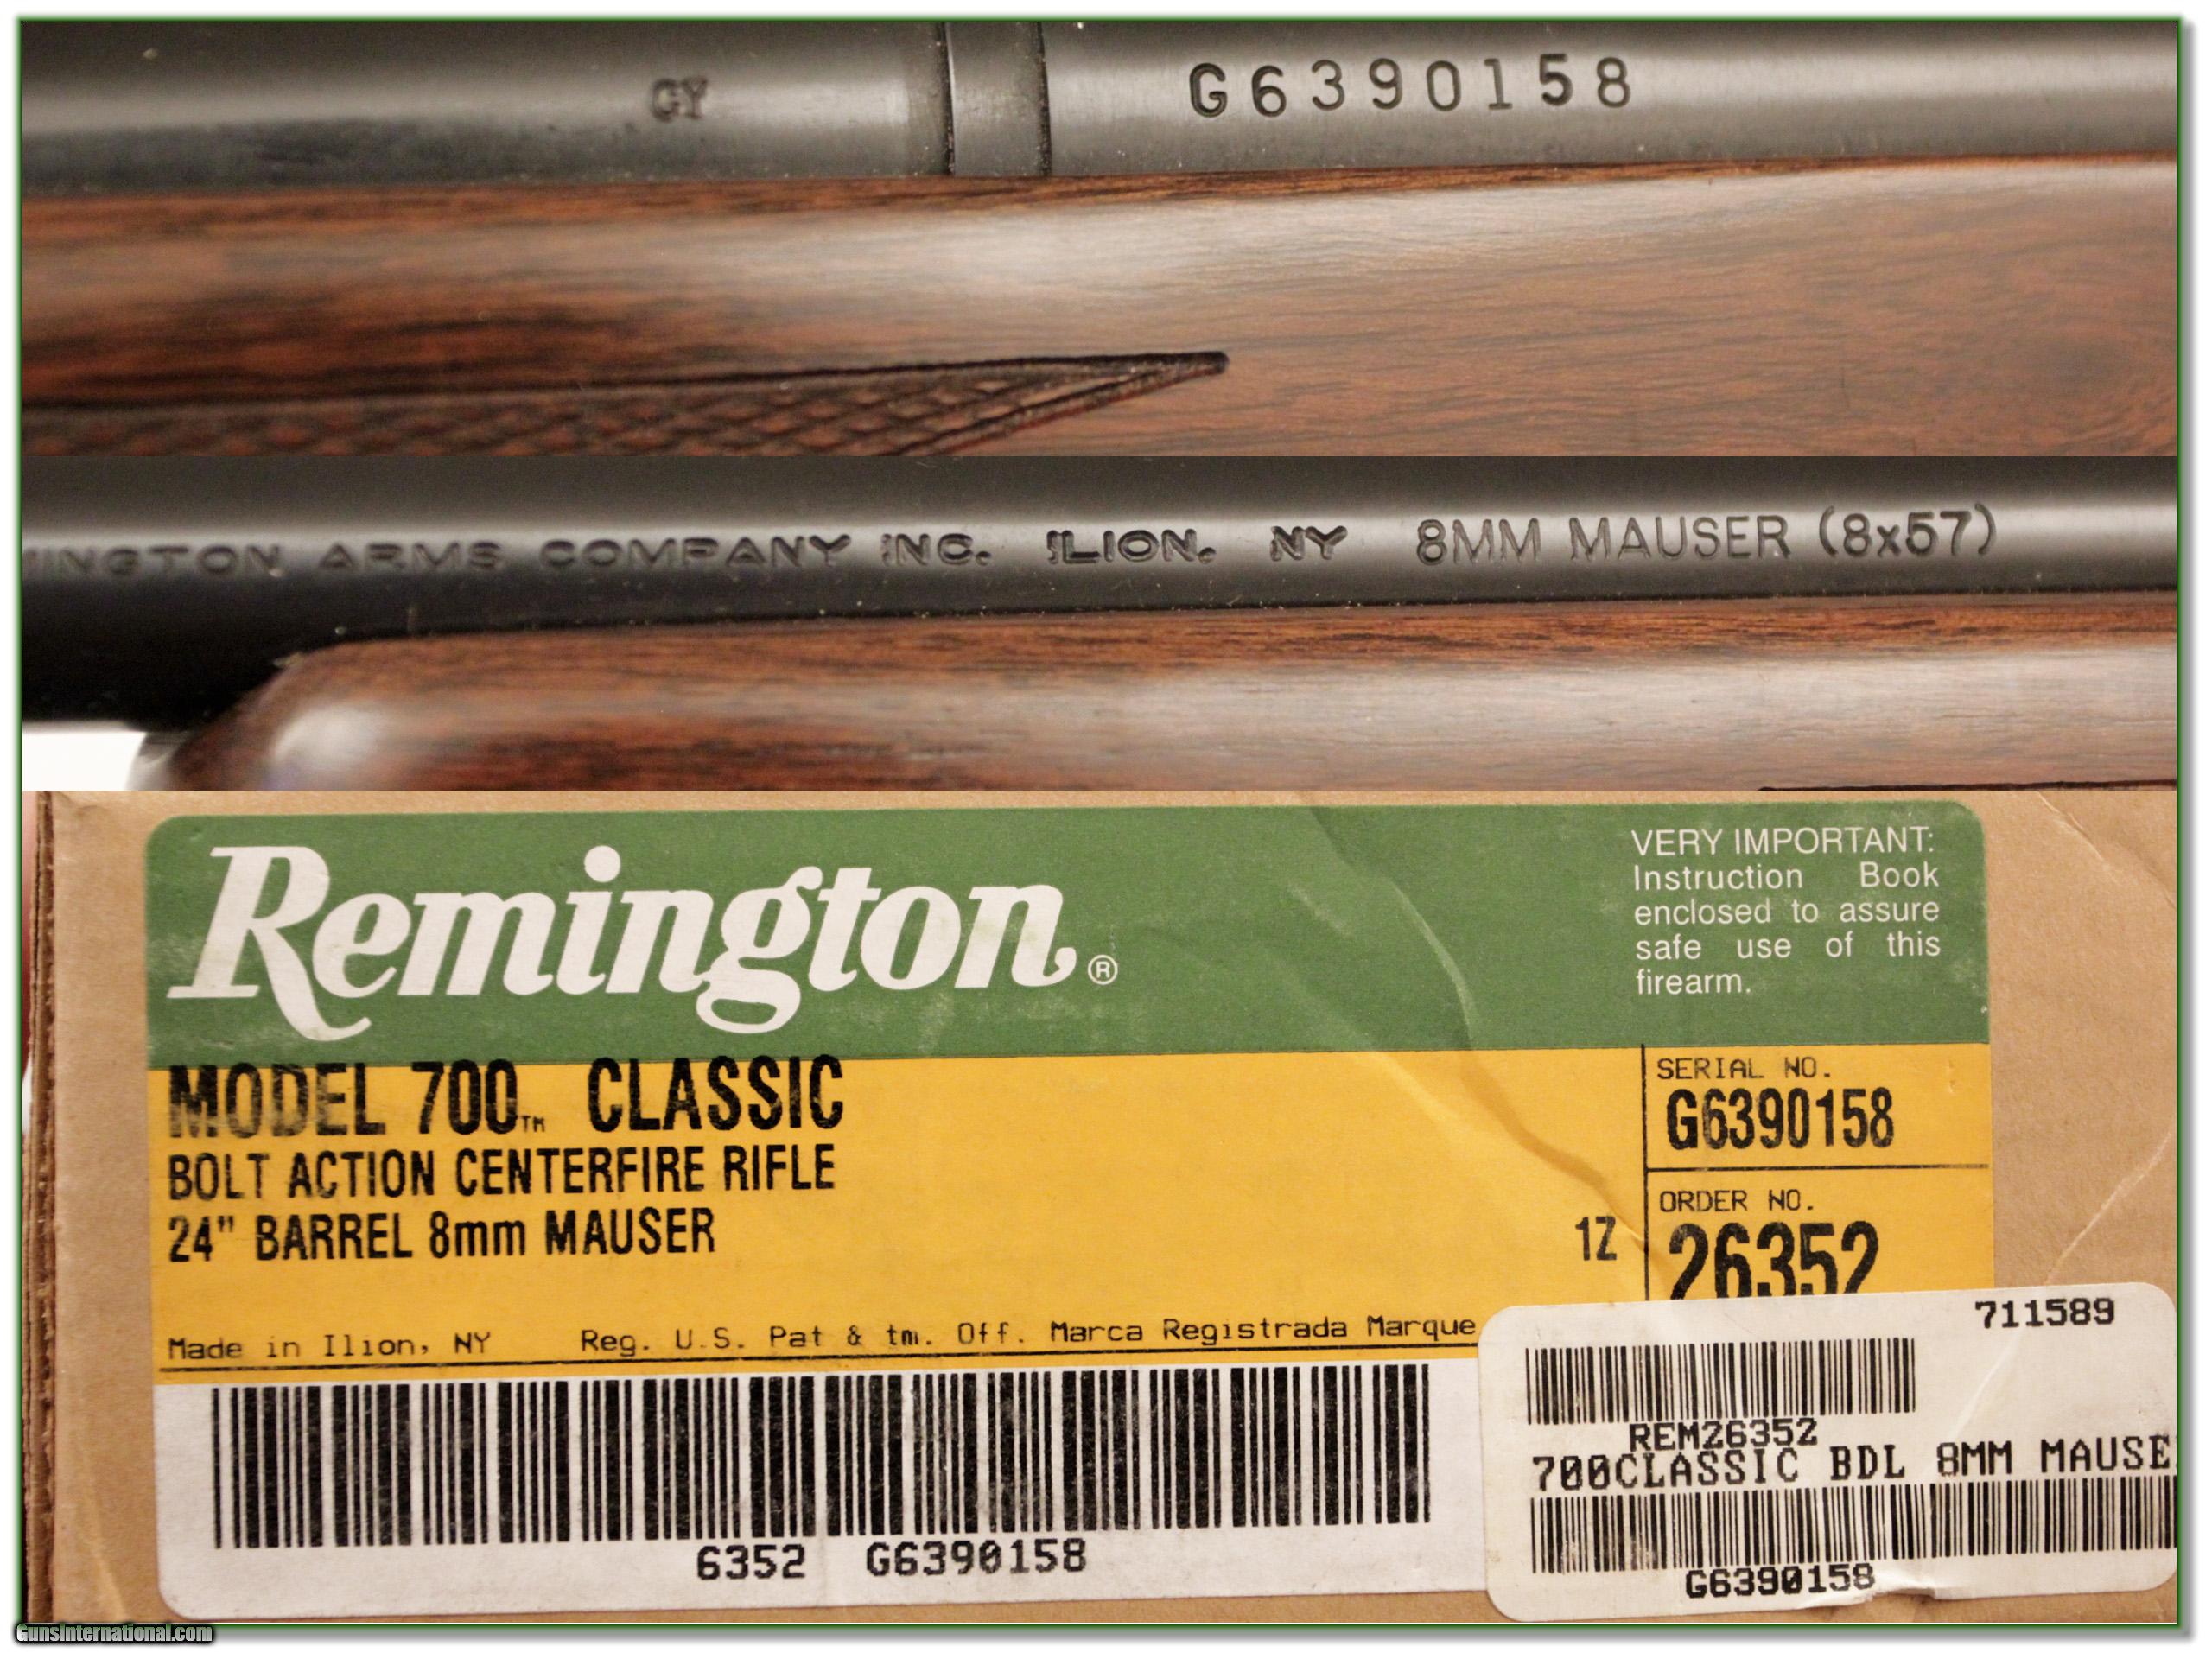 GY
G6390158
MINGTON ARMS COMPANY INC. ILION, NY 8MM MAUSER (8x57)
Remington®
VERY IMPORTANT:
Instruction Book
enclosed to assure
safe use of this
firearm.
MODEL 700™ CLASSIC
BOLT ACTION CENTERFIRE RIFLE
24" BARREL 8mm MAUSER
1Z
SERIAL NO.
G6390158
ORDER NO.
26352
Made in Ilion, NY Reg. U.S. Pat & tm. Off. Marca Registrada Marque
6352 G6390158
711589
REM26352
700CLASSIC BDL 8MM MAUSE
G6390158
GunsInternational.com